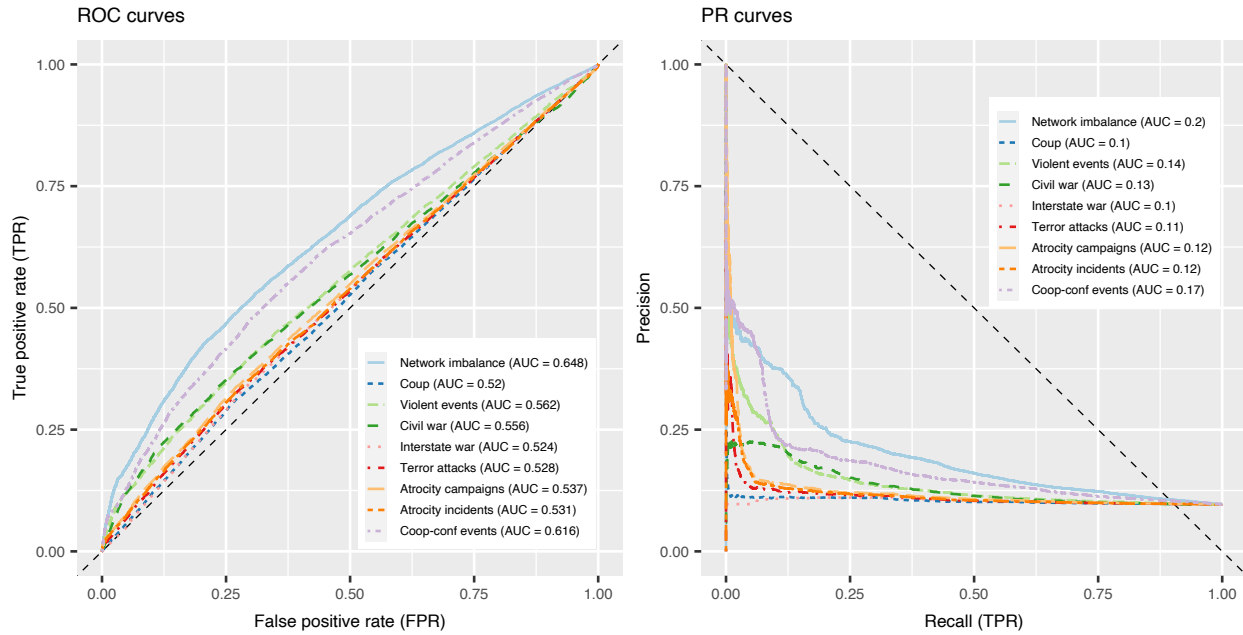 ROC curves
True positive rate (TPR)
1.00
0.75
0.50
0.25
0.00
Network imbalance (AUC = 0.648)
Coup (AUC = 0.52)
Violent events (AUC = 0.562)
Civil war (AUC = 0.556)
Interstate war (AUC = 0.524)
Terror attacks (AUC = 0.528)
Atrocity campaigns (AUC = 0.537)
Atrocity incidents (AUC = 0.531)
Coop-conf events (AUC = 0.616)
0.00 0.25 0.50 0.75 1.00
False positive rate (FPR)
PR curves
Precision
1.00
0.75
0.50
0.25
0.00
Network imbalance (AUC = 0.2)
Coup (AUC = 0.1)
Violent events (AUC = 0.14)
Civil war (AUC = 0.13)
Interstate war (AUC = 0.1)
Terror attacks (AUC = 0.11)
Atrocity campaigns (AUC = 0.12)
Atrocity incidents (AUC = 0.12)
Coop-conf events (AUC = 0.17)
0.00 0.25 0.50 0.75 1.00
Recall (TPR)